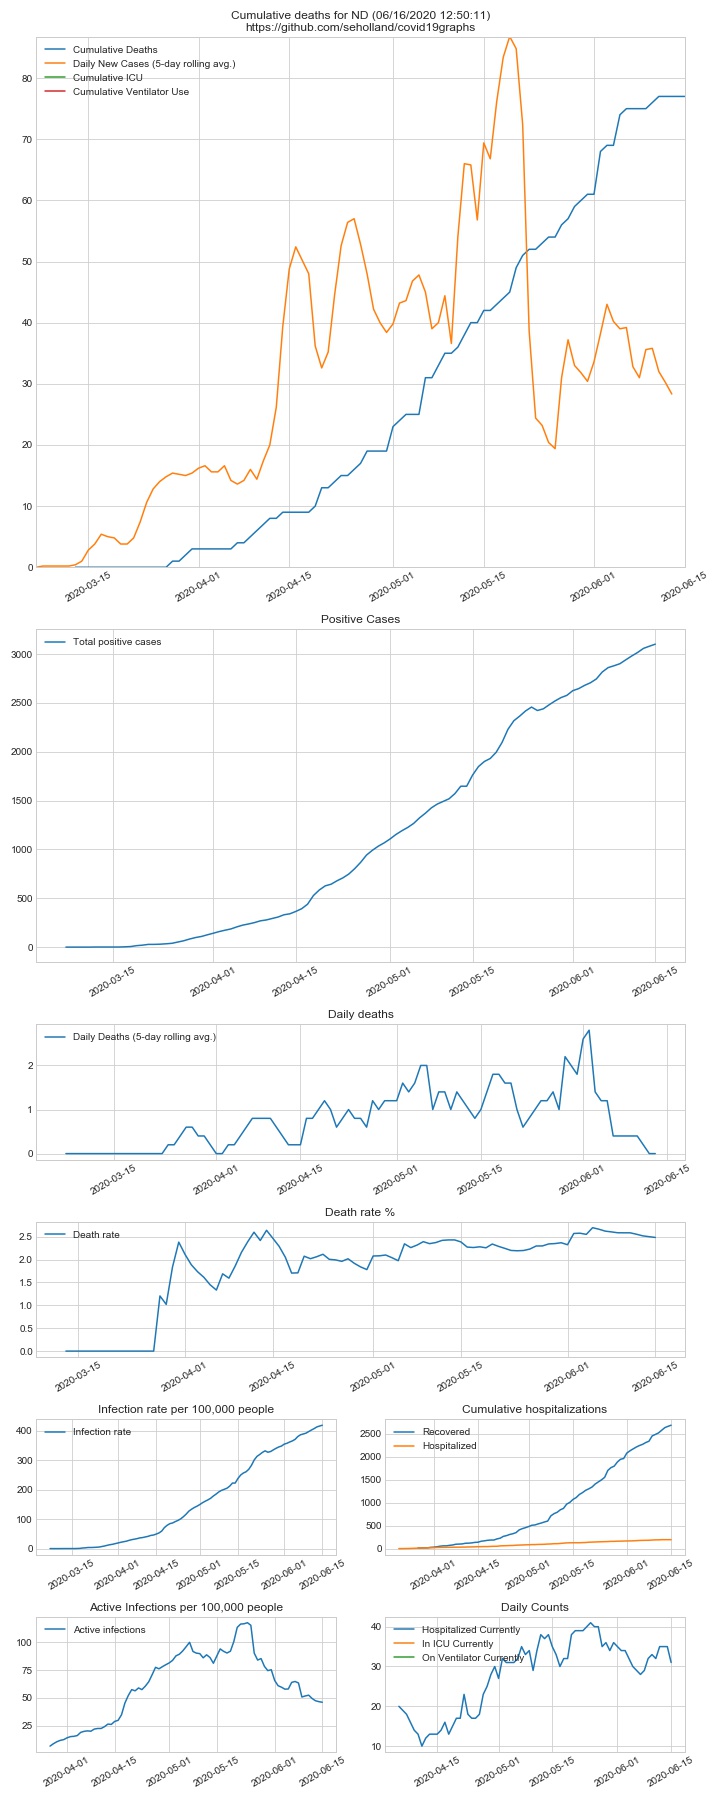 Cumulative deaths for ND (06/16/2020 12:50:11)
https://github.com/seholland/covid19graphs
Cumulative Deaths
Daily New Cases (5-day rolling avg.)
Cumulative ICU
Cumulative Ventilator Use
80
70
60
50
40
30
20
10
0
2020-03-15 2020-04-01 2020-04-15 2020-05-01 2020-05-15 2020-06-01 2020-06-15
Positive Cases
Total positive cases
3000
2500
2000
1500
1000
500
0
2020-03-15 2020-04-01 2020-04-15 2020-05-01 2020-05-15 2020-06-01 2020-06-15
Daily deaths
Daily Deaths (5-day rolling avg.)
2
1
0
2020-03-15 2020-04-01 2020-04-15 2020-05-01 2020-05-15 2020-06-01 2020-06-15
Death rate %
Death rate
2.5
2.0
1.5
1.0
0.5
0.0
2020-03-15 2020-04-01 2020-04-15 2020-05-01 2020-05-15 2020-06-01 2020-06-15
Infection rate per 100,000 people
Infection rate
400
300
200
100
0
2020-03-15 2020-04-01 2020-04-15 2020-05-01 2020-05-15 2020-06-01 2020-06-15
Cumulative hospitalizations
Recovered
Hospitalized
2500
2000
1500
1000
500
0
2020-04-01 2020-04-15 2020-05-01 2020-05-15 2020-06-01 2020-06-15
Active Infections per 100,000 people
Active infections
100
75
50
25
2020-04-01 2020-04-15 2020-05-01 2020-05-15 2020-06-01 2020-06-15
Daily Counts
Hospitalized Currently
In ICU Currently
On Ventilator Currently
40
30
20
10
2020-04-15 2020-05-01 2020-05-15 2020-06-01 2020-06-15